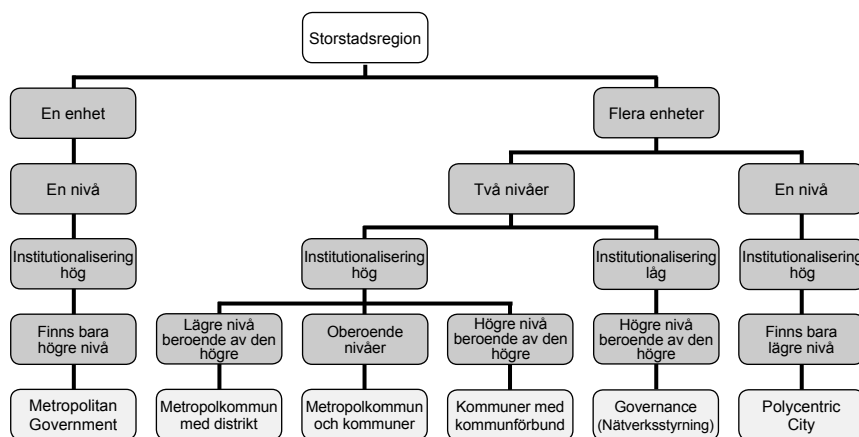 Storstadsregion
En enhet
Flera enheter
En nivå
Två nivåer
En nivå
Institutionalisering
hög
Institutionalisering
hög
Institutionalisering
låg
Institutionalisering
hög
Finns bara
högre nivå
Lägre nivå
beroende av den
högre
Oberoende
nivåer
Högre nivå
beroende av den
högre
Högre nivå
beroende av den
högre
Finns bara
lägre nivå
Metropolitan
Government
Metropolkommun
med distrikt
Metropolkommun
och kommuner
Kommuner med
kommunförbund
Governance
(Nätverksstyrning)
Polycentric
City